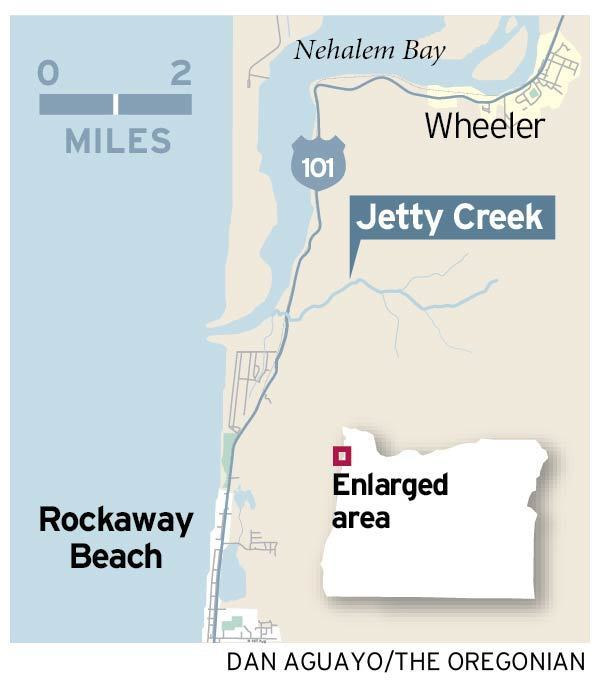 Nehalem Bay
0 2
MILES
Wheeler
101
Jetty Creek
Enlarged
area
Rockaway
Beach
DAN AGUAYO/THE OREGONIAN